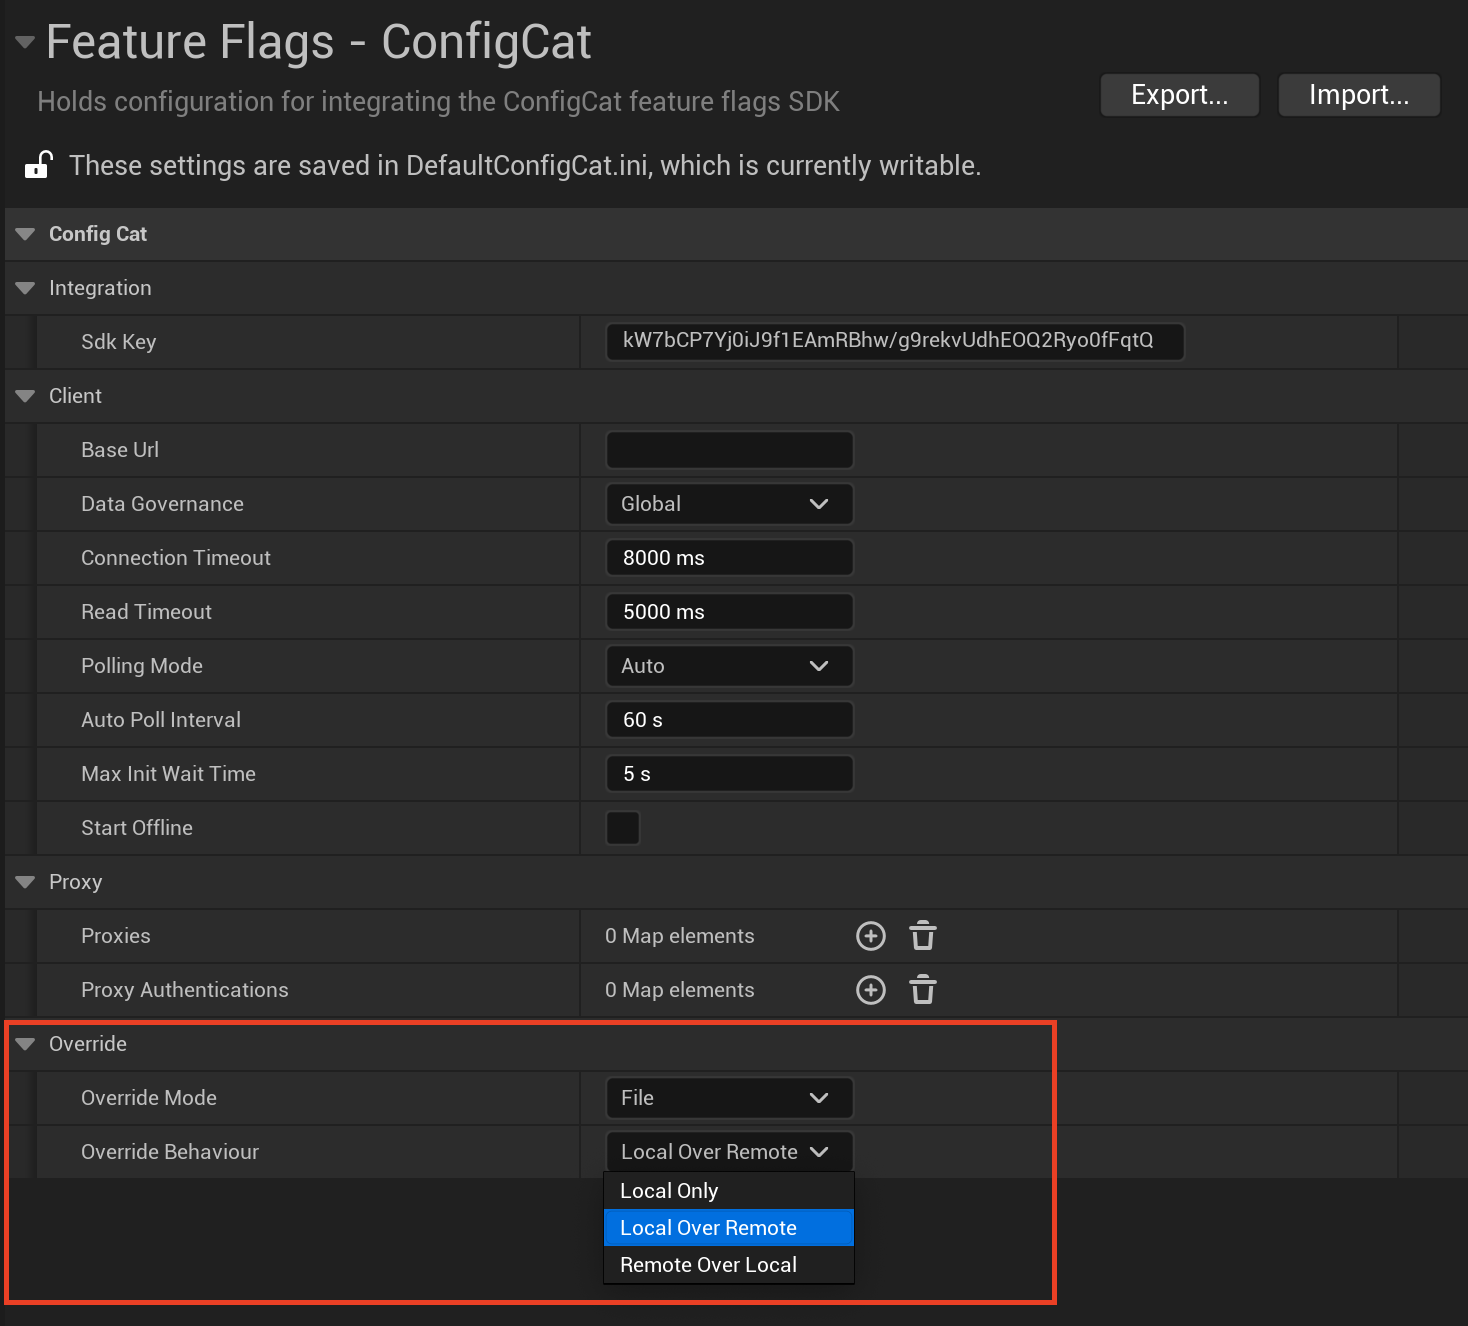 Feature Flags - ConfigCat
Holds configuration for integrating the ConfigCat feature flags SDK
Export...
Import...
These settings are saved in DefaultConfigCat.ini, which is currently writable.
Config Cat
Integration
Sdk Key
kW7bCP7Yj0iJ9f1EAmRBhw/g9rekvUdhEOQ2Ryo0fFqtQ
Client
Base Url
Data Governance
Global
Connection Timeout
8000 ms
Read Timeout
5000 ms
Polling Mode
Auto
Auto Poll Interval
60 s
Max Init Wait Time
5 s
Start Offline
Proxy
Proxies
0 Map elements
Proxy Authentications
0 Map elements
Override
Override Mode
File
Override Behaviour
Local Over Remote
Local Only
Local Over Remote
Remote Over Local